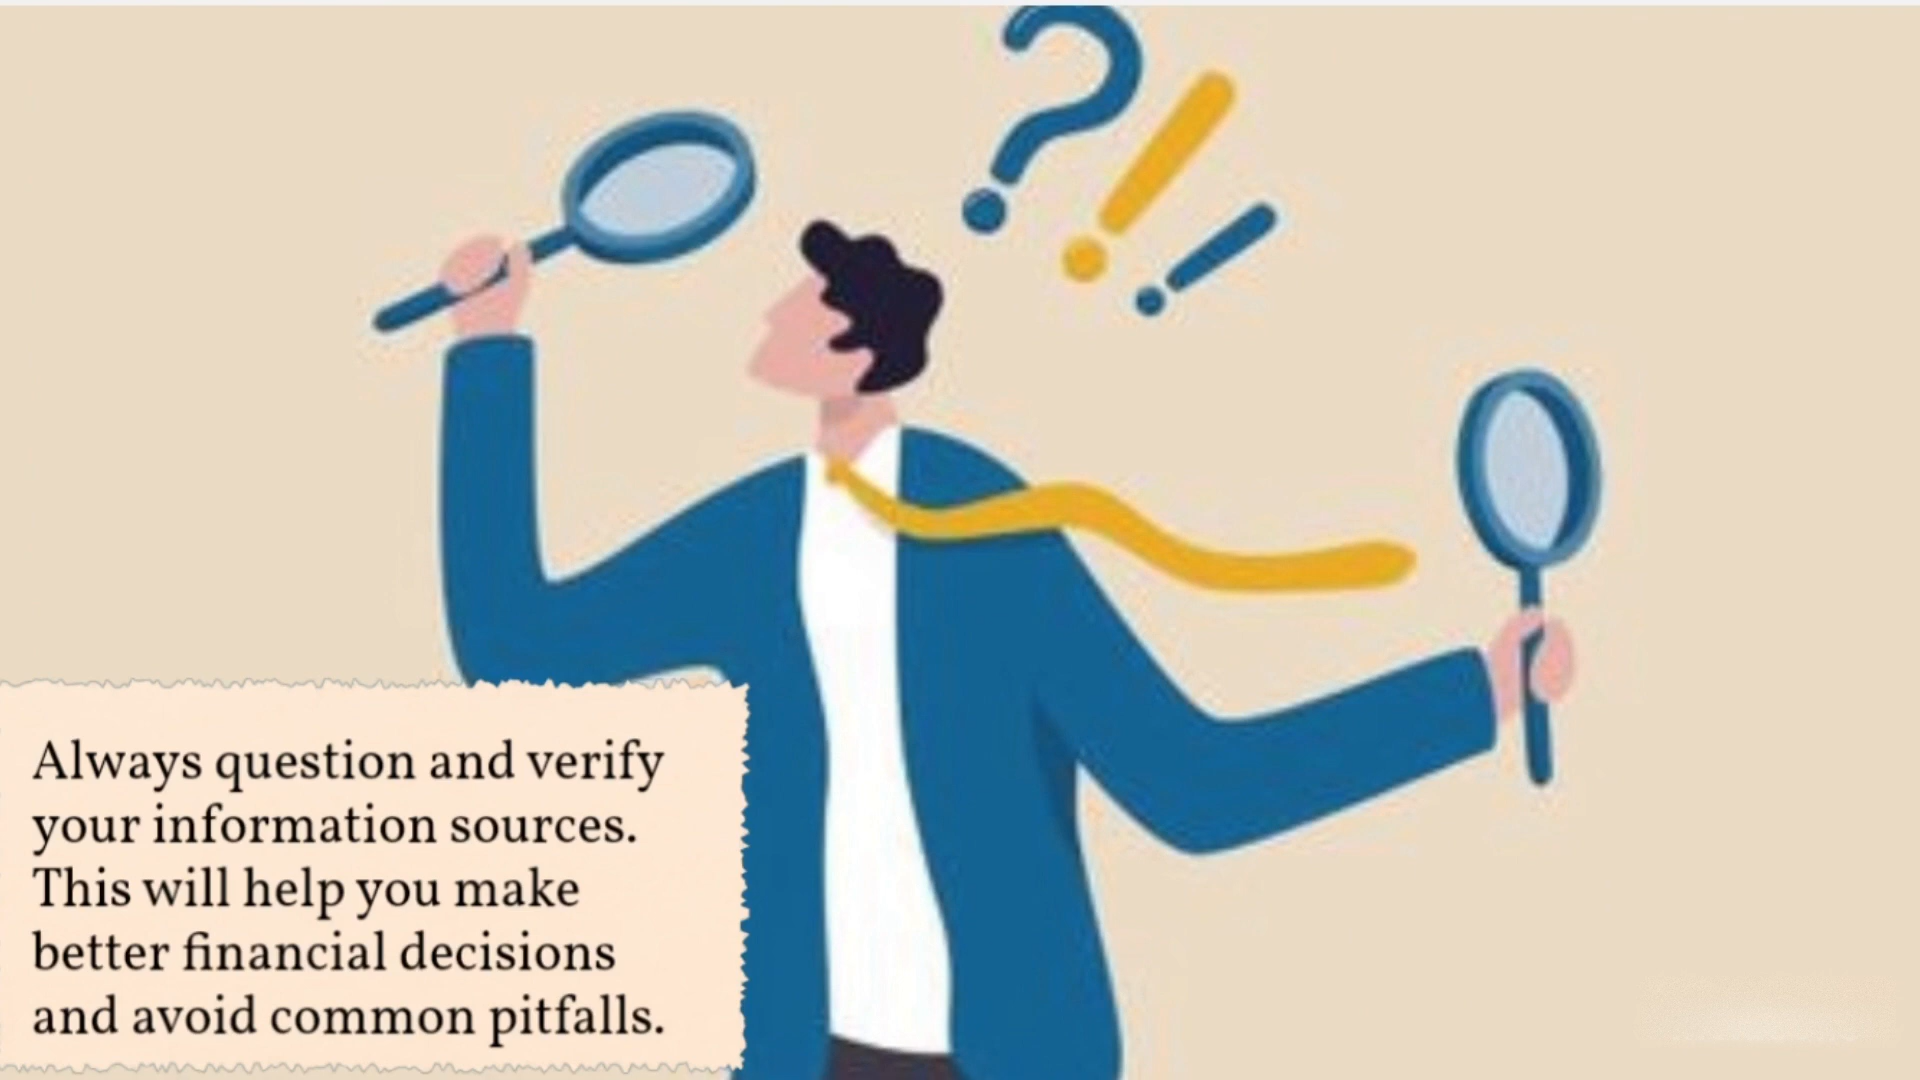 Always question and verify
your information sources.
This will help you make
better financial decisions
and avoid common pitfalls.